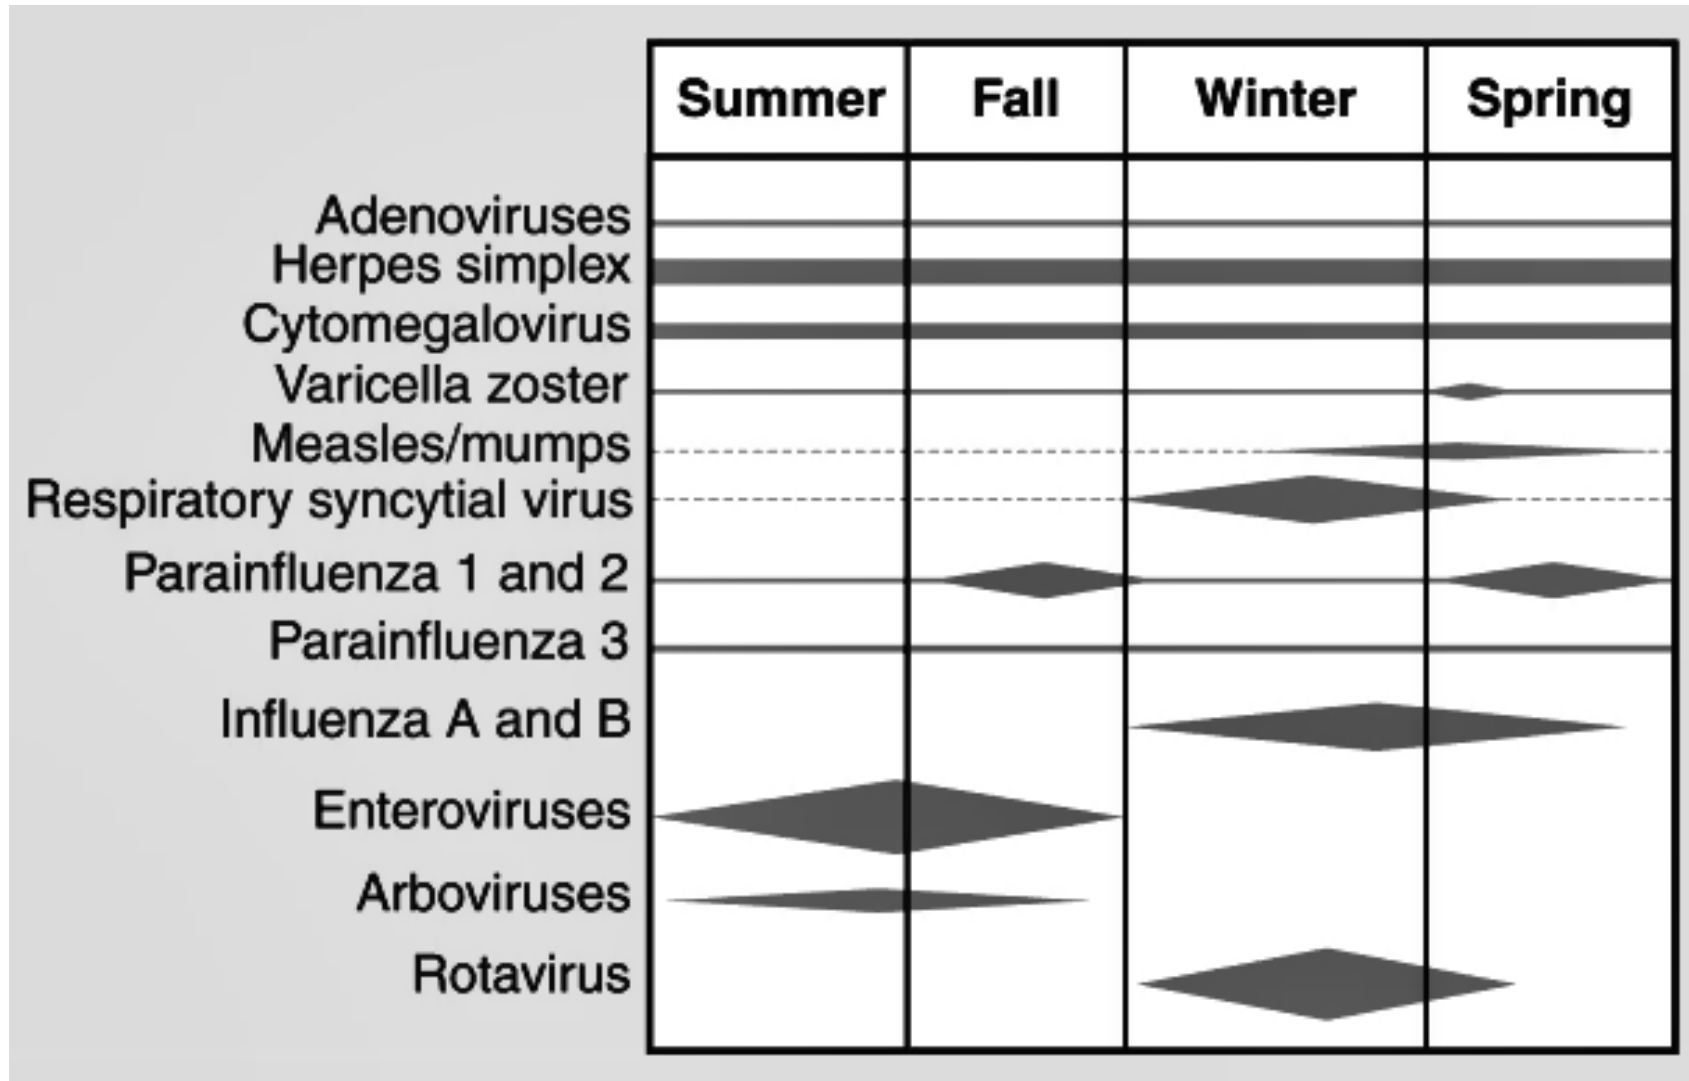 Summer Fall Winter Spring
Adenoviruses
Herpes simplex
Cytomegalovirus
Varicella zoster
Measles/mumps
Respiratory syncytial virus
Parainfluenza 1 and 2
Parainfluenza 3
Influenza A and B
Enteroviruses
Arboviruses
Rotavirus